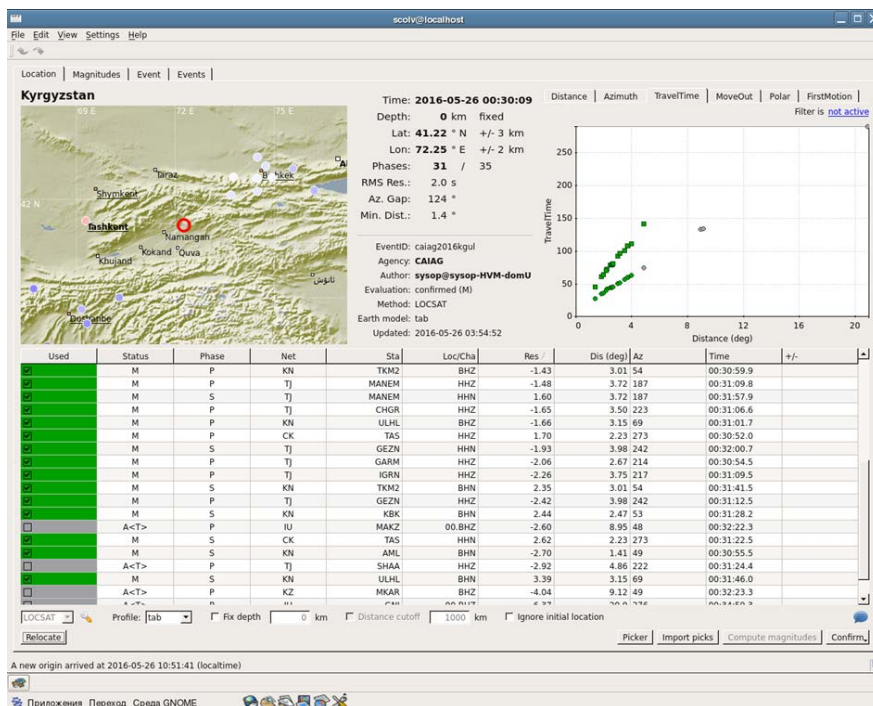 scolv@localhost
File Edit View Settings Help
Location Magnitudes Event Events
Kyrgyzstan
69 E 72 E 75 E
Taraz
Shymkent
42 N
Tashkent
Namangan
Kokand Quva
Khujand
Time: 2016-05-26 00:30:09
Depth: 0 km fixed
Lat: 41.22 ° N +/- 3 km
Lon: 72.25 ° E +/- 2 km
Phases: 31 / 35
RMS Res.: 2.0 s
Az. Gap: 124 °
Min. Dist.: 1.4 °
EventID: caiag2016kgul
Agency: CAIAG
Author: sysop@sysop-HVM-domU
Evaluation: confirmed (M)
Method: LOCSAT
Earth model: tab
Updated: 2016-05-26 03:54:52
Distance Azimuth TravelTime MoveOut Polar FirstMotion
Filter is not active
TravelTime
250
200
150
100
50
0
0 4 8 12 16 20
Distance (deg)
Used Status Phase Net Sta Loc/Cha Res Dis (deg) Az Time +/-
M P KN TKM2 BHZ -1.43 3.01 54 00:30:59.9
M P TJ MANEM HHZ -1.48 3.72 187 00:31:09.8
M S TJ MANEM HHN 1.60 3.72 187 00:31:57.9
M P TJ CHGR HHZ -1.65 3.50 223 00:31:06.6
M P KN ULHL BHZ -1.66 3.15 69 00:31:01.7
M P CK TAS HHZ 1.70 2.23 273 00:30:52.0
M S TJ GEZN HHN -1.93 3.98 242 00:32:00.7
M P TJ GARM HHZ -2.06 2.67 214 00:30:54.5
M P TJ IGRN HHZ -2.26 3.75 217 00:31:09.5
M S KN TKM2 BHN 2.35 3.01 54 00:31:41.5
M P TJ GEZN HHZ -2.42 3.98 242 00:31:12.5
M S KN KBK BHN 2.44 2.47 53 00:31:28.2
A<T> P IU MAKZ 00.BHZ -2.60 8.95 48 00:32:22.3
M S CK TAS HHN 2.62 2.23 273 00:31:22.5
M S KN AML BHN -2.70 1.41 49 00:30:55.5
A<T> P TJ SHAA HHZ -2.92 4.86 222 00:31:24.4
M S KN ULHL BHN 3.39 3.15 69 00:31:46.0
A<T> P KZ MKAR BHZ -4.04 9.12 49 00:32:23.3
LOCSAT Profile: tab Fix depth 0 km Distance cutoff 1000 km Ignore initial location
Relocate Picker Import picks Compute magnitudes Confirm
A new origin arrived at 2016-05-26 10:51:41 (localtime)
Приложения Переход Среда GNOME